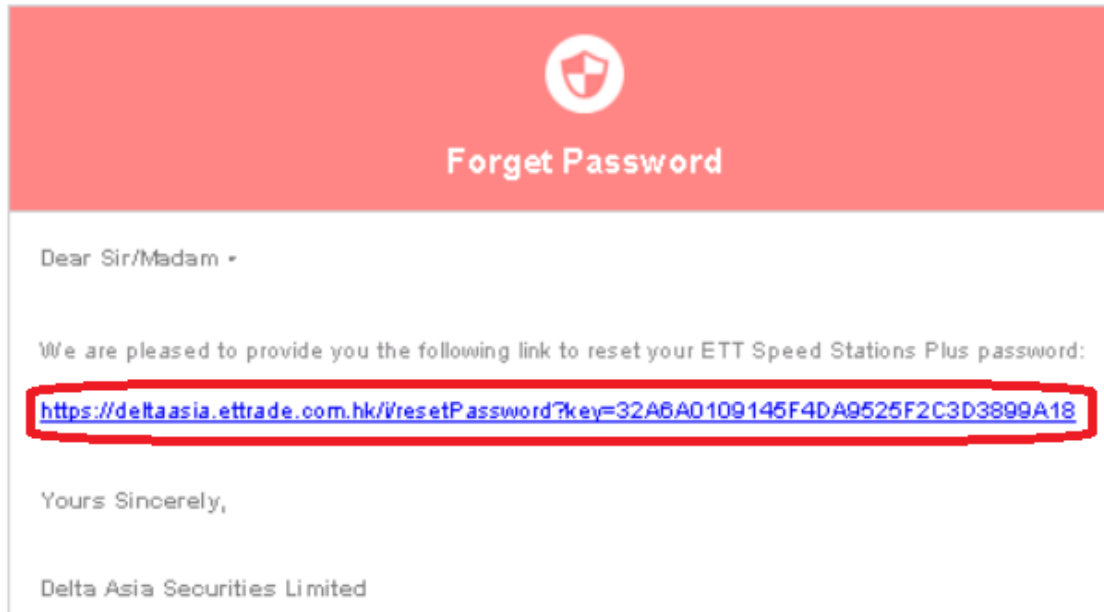 Forget Password
Dear Sir/Madam ,
We are pleased to provide you the following link to reset your ETT Speed Stations Plus password:
https://deltaasia.ettrade.com.hk/i/resetPassword?key=32A6A0109145F4DA9525F2C3D3899A18
Yours Sincerely,
Delta Asia Securities Limited